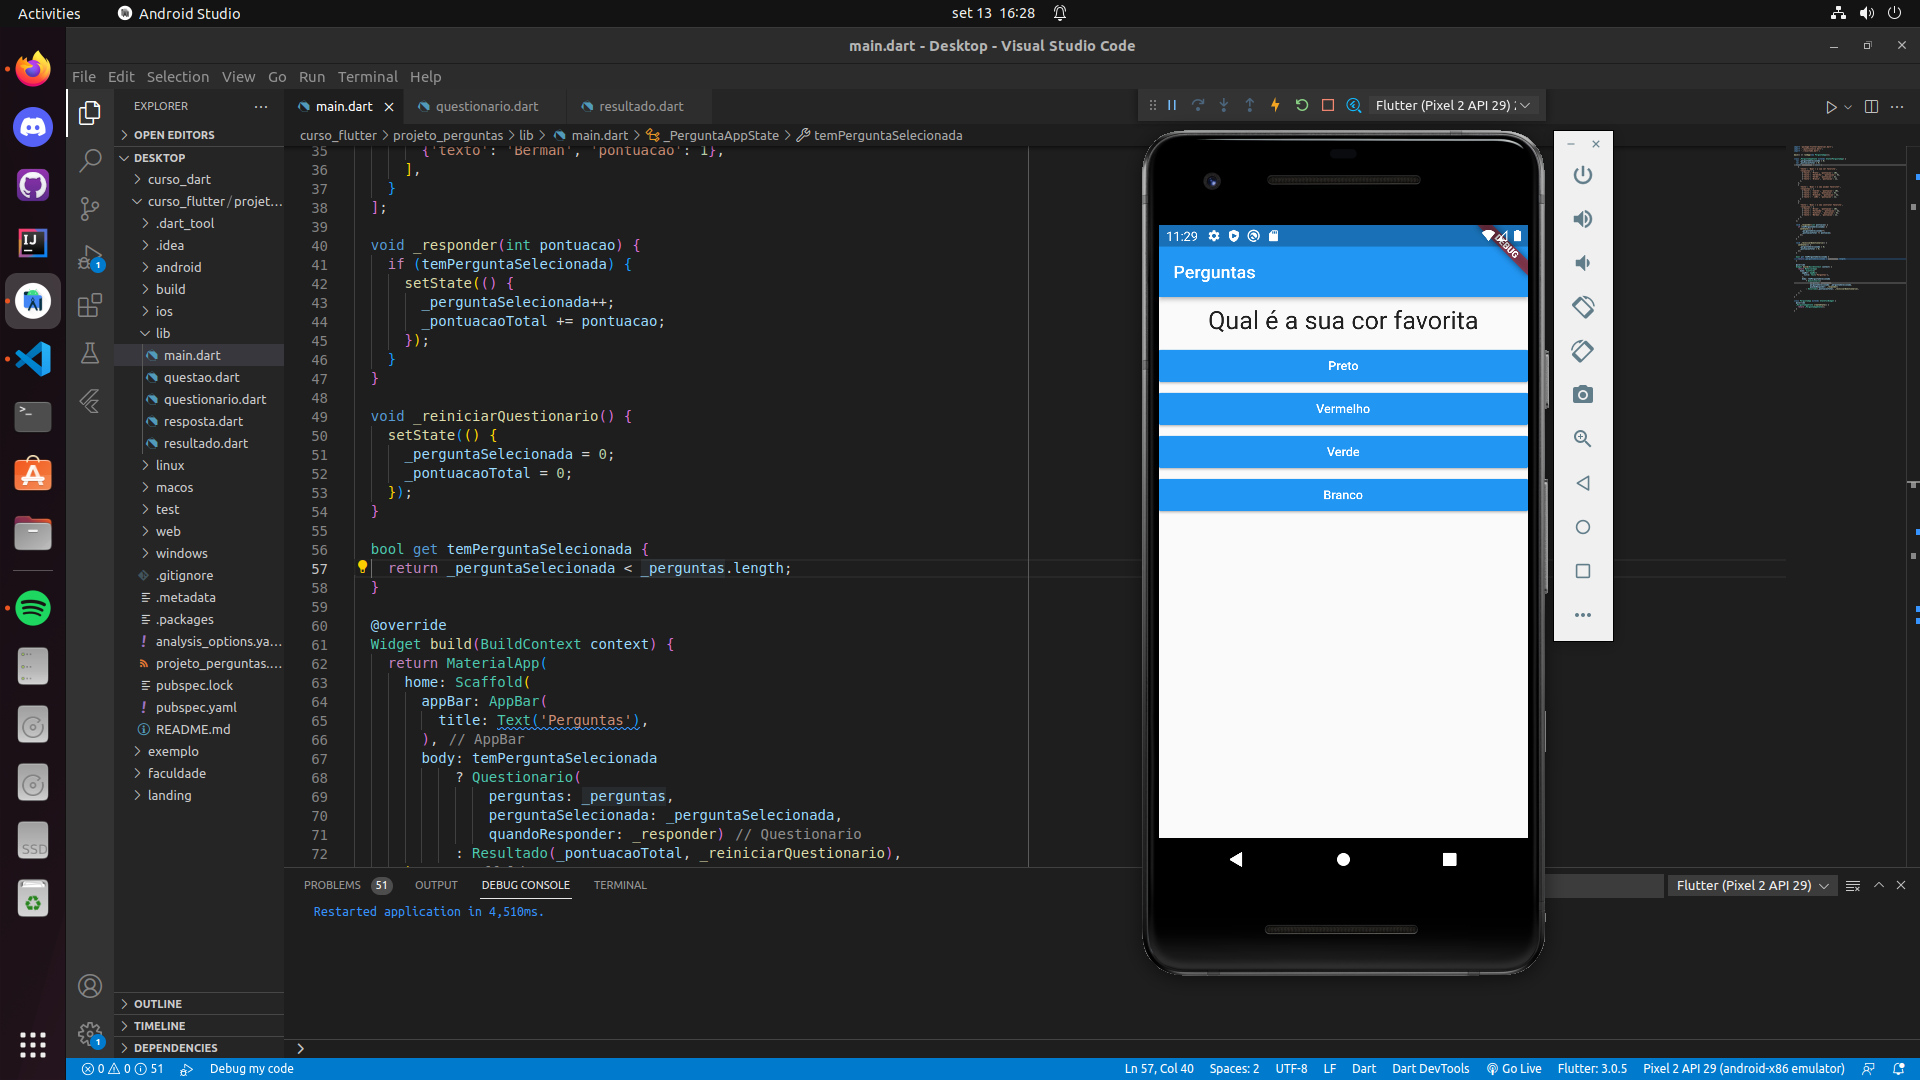 Activities
Android Studio
set 13 16:28
main.dart - Desktop - Visual Studio Code
File Edit Selection View Go Run Terminal Help
EXPLORER
OPEN EDITORS
DESKTOP
curso_dart
curso_flutter / projet...
.dart_tool
.idea
android
build
ios
lib
main.dart
questao.dart
questionario.dart
resposta.dart
resultado.dart
linux
macos
test
web
windows
.gitignore
.metadata
.packages
analysis_options.ya...
projeto_perguntas....
pubspec.lock
pubspec.yaml
README.md
exemplo
faculdade
landing
OUTLINE
TIMELINE
DEPENDENCIES
main.dart questionario.dart resultado.dart
Flutter (Pixel 2 API 29)
curso_flutter > projeto_perguntas > lib > main.dart > _PerguntaAppState > temPerguntaSelecionada
35 {'texto': 'Berman', 'pontuacao': 1},
36 ],
37 }
38 ];
39
40 void _responder(int pontuacao) {
41 if (temPerguntaSelecionada) {
42 setState(() {
43 _perguntaSelecionada++;
44 _pontuacaoTotal += pontuacao;
45 });
46 }
47 }
48
49 void _reiniciarQuestionario() {
50 setState(() {
51 _perguntaSelecionada = 0;
52 _pontuacaoTotal = 0;
53 });
54 }
55
56 bool get temPerguntaSelecionada {
57 return _perguntaSelecionada < _perguntas.length;
58 }
59
60 @override
61 Widget build(BuildContext context) {
62 return MaterialApp(
63 home: Scaffold(
64 appBar: AppBar(
65 title: Text('Perguntas'),
66 ), // AppBar
67 body: temPerguntaSelecionada
68 ? Questionario(
69 perguntas: _perguntas,
70 perguntaSelecionada: _perguntaSelecionada,
71 quandoResponder: _responder) // Questionario
72 : Resultado(_pontuacaoTotal, _reiniciarQuestionario),
11:29
DEBUG
Perguntas
Qual é a sua cor favorita
Preto
Vermelho
Verde
Branco
PROBLEMS 51 OUTPUT DEBUG CONSOLE TERMINAL
Flutter (Pixel 2 API 29)
Restarted application in 4,510ms.
SSD
0 0 51 Debug my code
Ln 57, Col 40 Spaces: 2 UTF-8 LF Dart Dart DevTools Go Live Flutter: 3.0.5 Pixel 2 API 29 (android-x86 emulator)